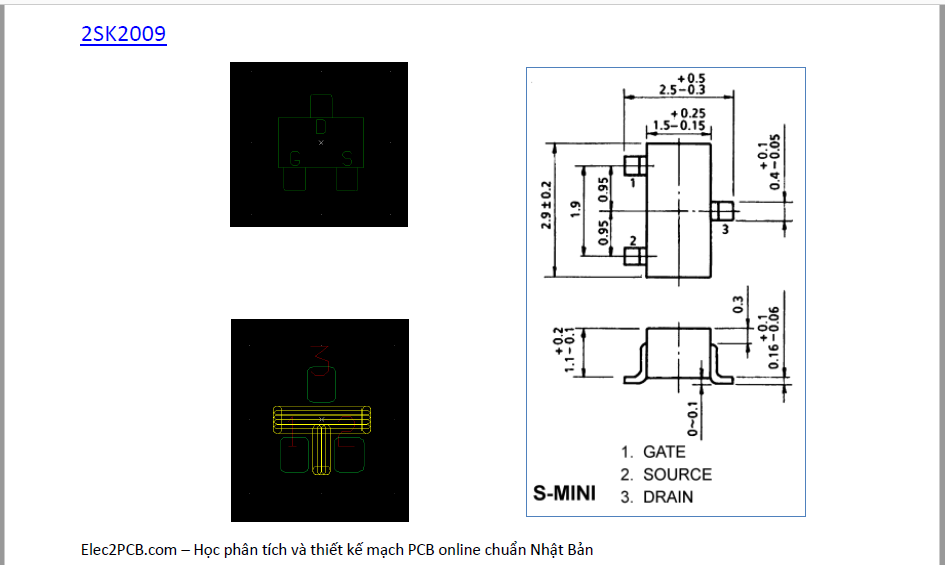 2SK2009
D
G S
+0.5
2.5-0.3
+0.25
1.5-0.15
+0.1
0.4-0.05
2.9±0.2
1.9
0.95
0.95
1
2
3
0.3
+0.2
1.1-0.1
+0.1
0.16-0.06
0~0.1
1. GATE
2. SOURCE
3. DRAIN
S-MINI
Elec2PCB.com – Học phân tích và thiết kế mạch PCB online chuẩn Nhật Bản